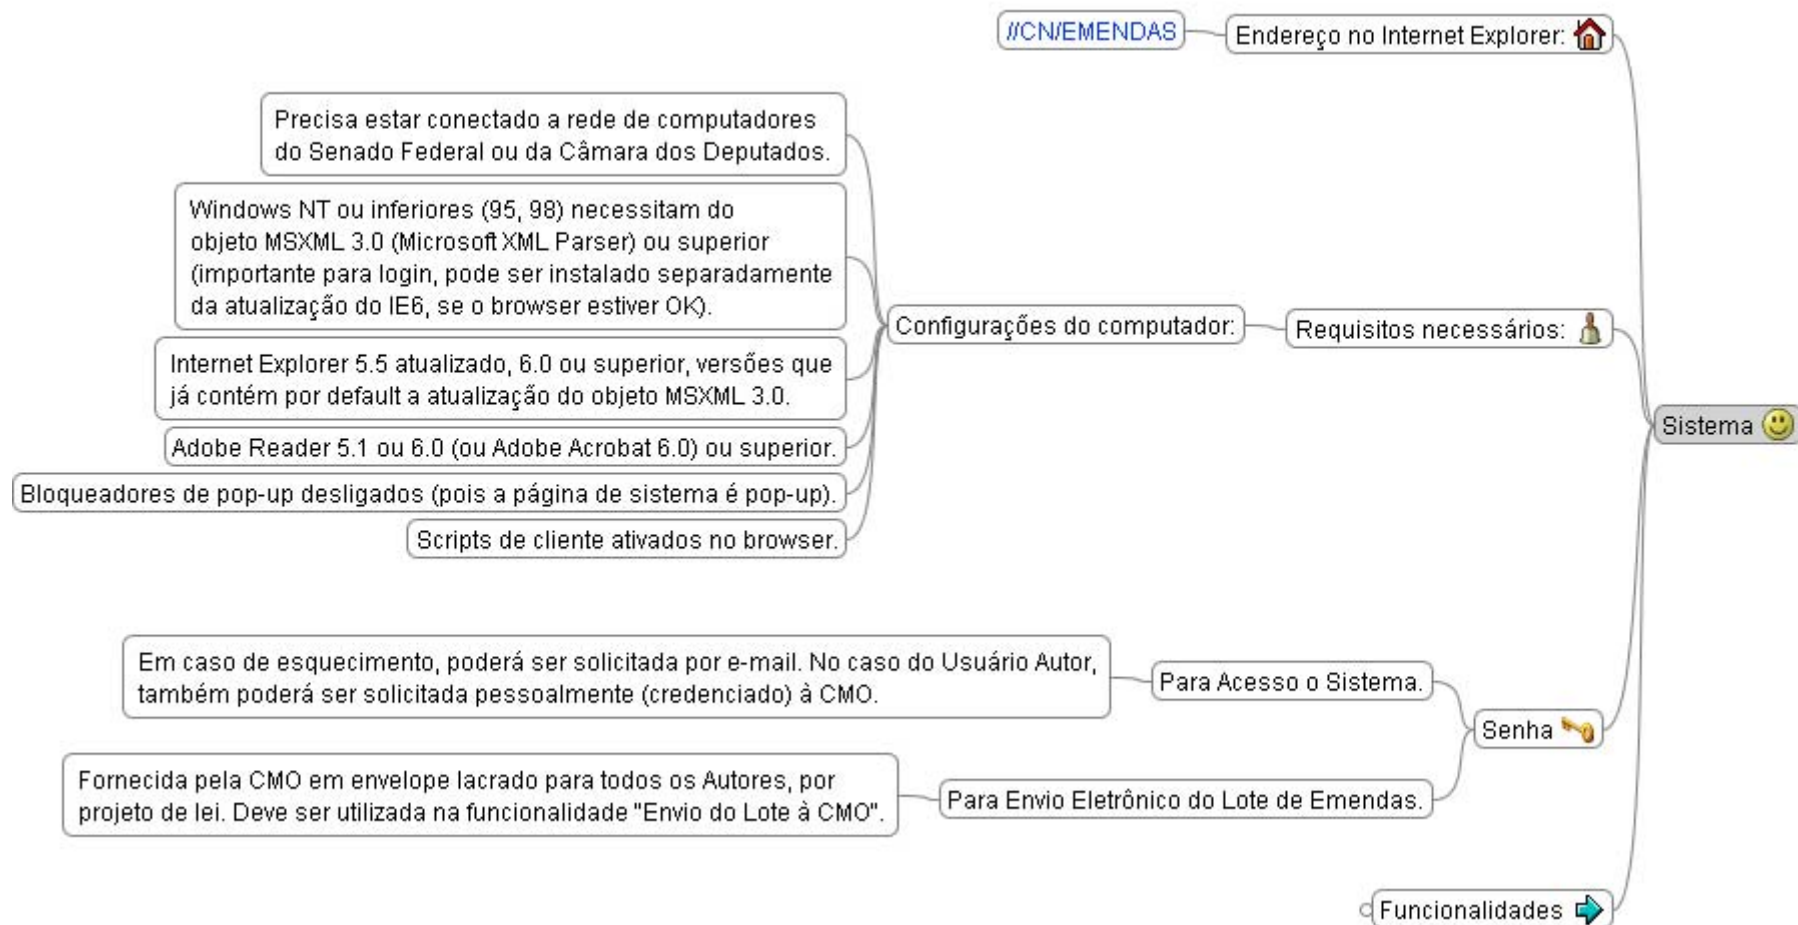 //CN/EMENDAS
Endereço no Internet Explorer:
Precisa estar conectado a rede de computadores
do Senado Federal ou da Câmara dos Deputados.
Windows NT ou inferiores (95, 98) necessitam do
objeto MSXML 3.0 (Microsoft XML Parser) ou superior
(importante para login, pode ser instalado separadamente
da atualização do IE6, se o browser estiver OK).
Internet Explorer 5.5 atualizado, 6.0 ou superior, versões que
já contém por default a atualização do objeto MSXML 3.0.
Adobe Reader 5.1 ou 6.0 (ou Adobe Acrobat 6.0) ou superior.
Bloqueadores de pop-up desligados (pois a página de sistema é pop-up).
Scripts de cliente ativados no browser.
Configurações do computador:
Requisitos necessários:
Sistema
Em caso de esquecimento, poderá ser solicitada por e-mail. No caso do Usuário Autor,
também poderá ser solicitada pessoalmente (credenciado) à CMO.
Para Acesso o Sistema.
Senha
Fornecida pela CMO em envelope lacrado para todos os Autores, por
projeto de lei. Deve ser utilizada na funcionalidade "Envio do Lote à CMO".
Para Envio Eletrônico do Lote de Emendas.
Funcionalidades